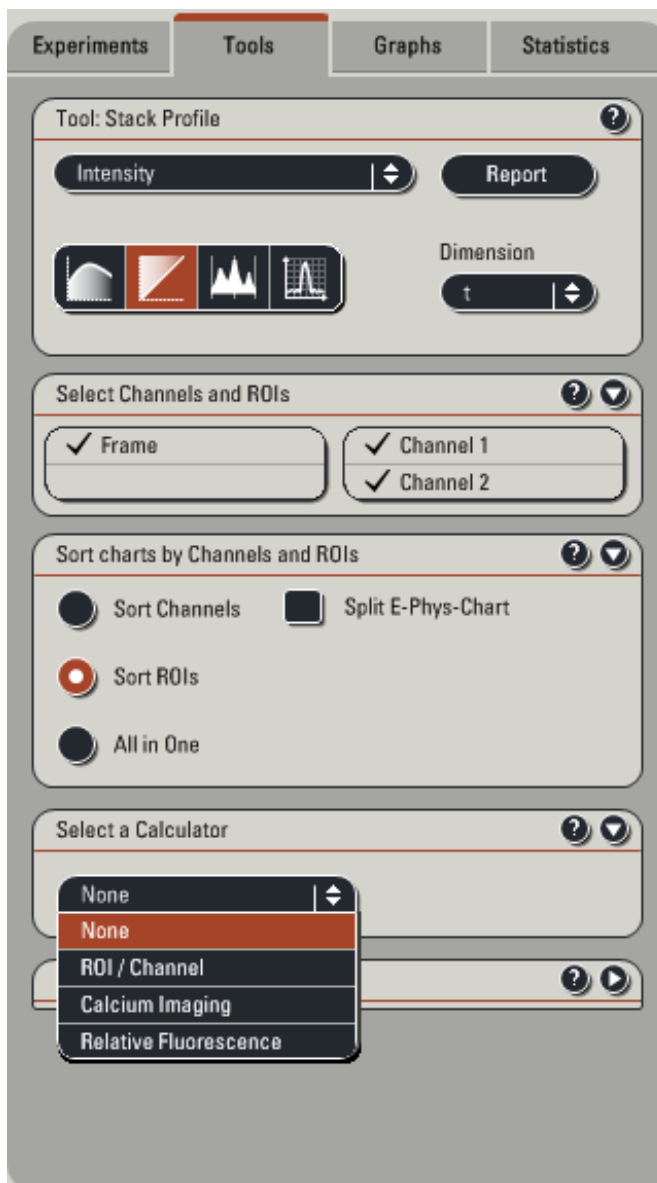 Experiments Tools Graphs Statistics
Tool: Stack Profile ?
Intensity Report
Dimension
t
Select Channels and ROIs ?
Frame Channel 1
Channel 2
Sort charts by Channels and ROIs ?
Sort Channels Split E-Phys-Chart
Sort ROIs
All in One
Select a Calculator ?
None
None
ROI / Channel ?
Calcium Imaging
Relative Fluorescence